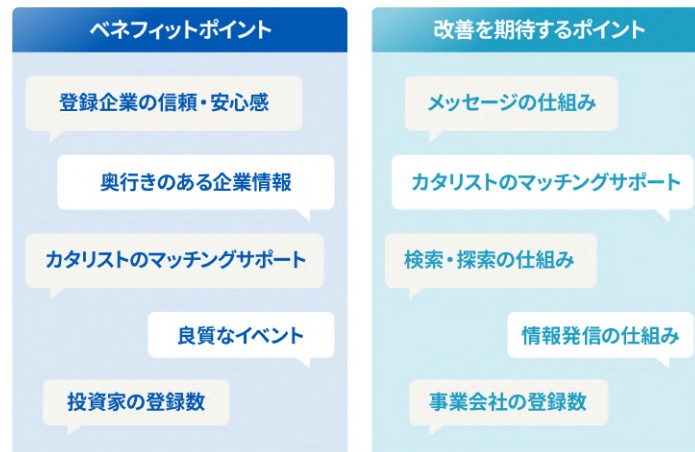 ベネフィットポイント
登録企業の信頼・安心感
奥行きのある企業情報
カタリストのマッチングサポート
良質なイベント
投資家の登録数
改善を期待するポイント
メッセージの仕組み
カタリストのマッチングサポート
検索・探索の仕組み
情報発信の仕組み
事業会社の登録数